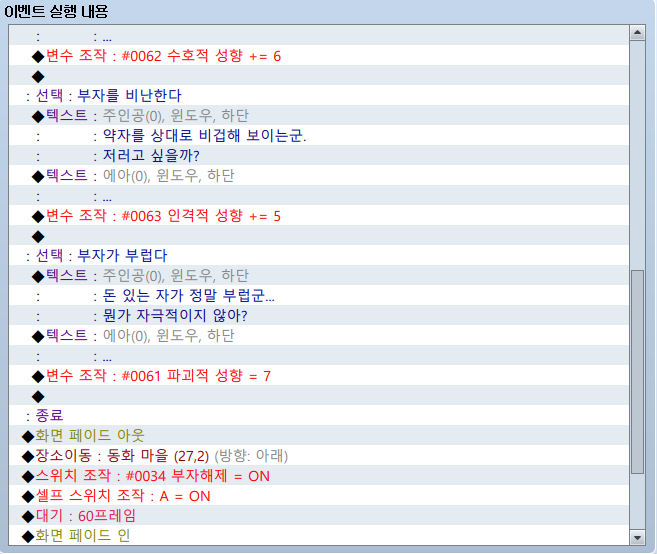 이벤트 실행 내용
: : ...
◆변수 조작 : #0062 수호적 성향 += 6
◆
: 선택 : 부자를 비난한다
◆텍스트 : 주인공(0), 윈도우, 하단
: : 약자를 상대로 비겁해 보이는군.
: : 저러고 싶을까?
◆텍스트 : 에아(0), 윈도우, 하단
: : ...
◆변수 조작 : #0063 인격적 성향 += 5
◆
: 선택 : 부자가 부럽다
◆텍스트 : 주인공(0), 윈도우, 하단
: : 돈 있는 자가 정말 부럽군...
: : 뭔가 자극적이지 않아?
◆텍스트 : 에아(0), 윈도우, 하단
: : ...
◆변수 조작 : #0061 파괴적 성향 = 7
◆
: 종료
◆화면 페이드 아웃
◆장소이동 : 동화 마을 (27,2) (방향: 아래)
◆스위치 조작 : #0034 부자해제 = ON
◆셀프 스위치 조작 : A = ON
◆대기 : 60프레임
◆화면 페이드 인